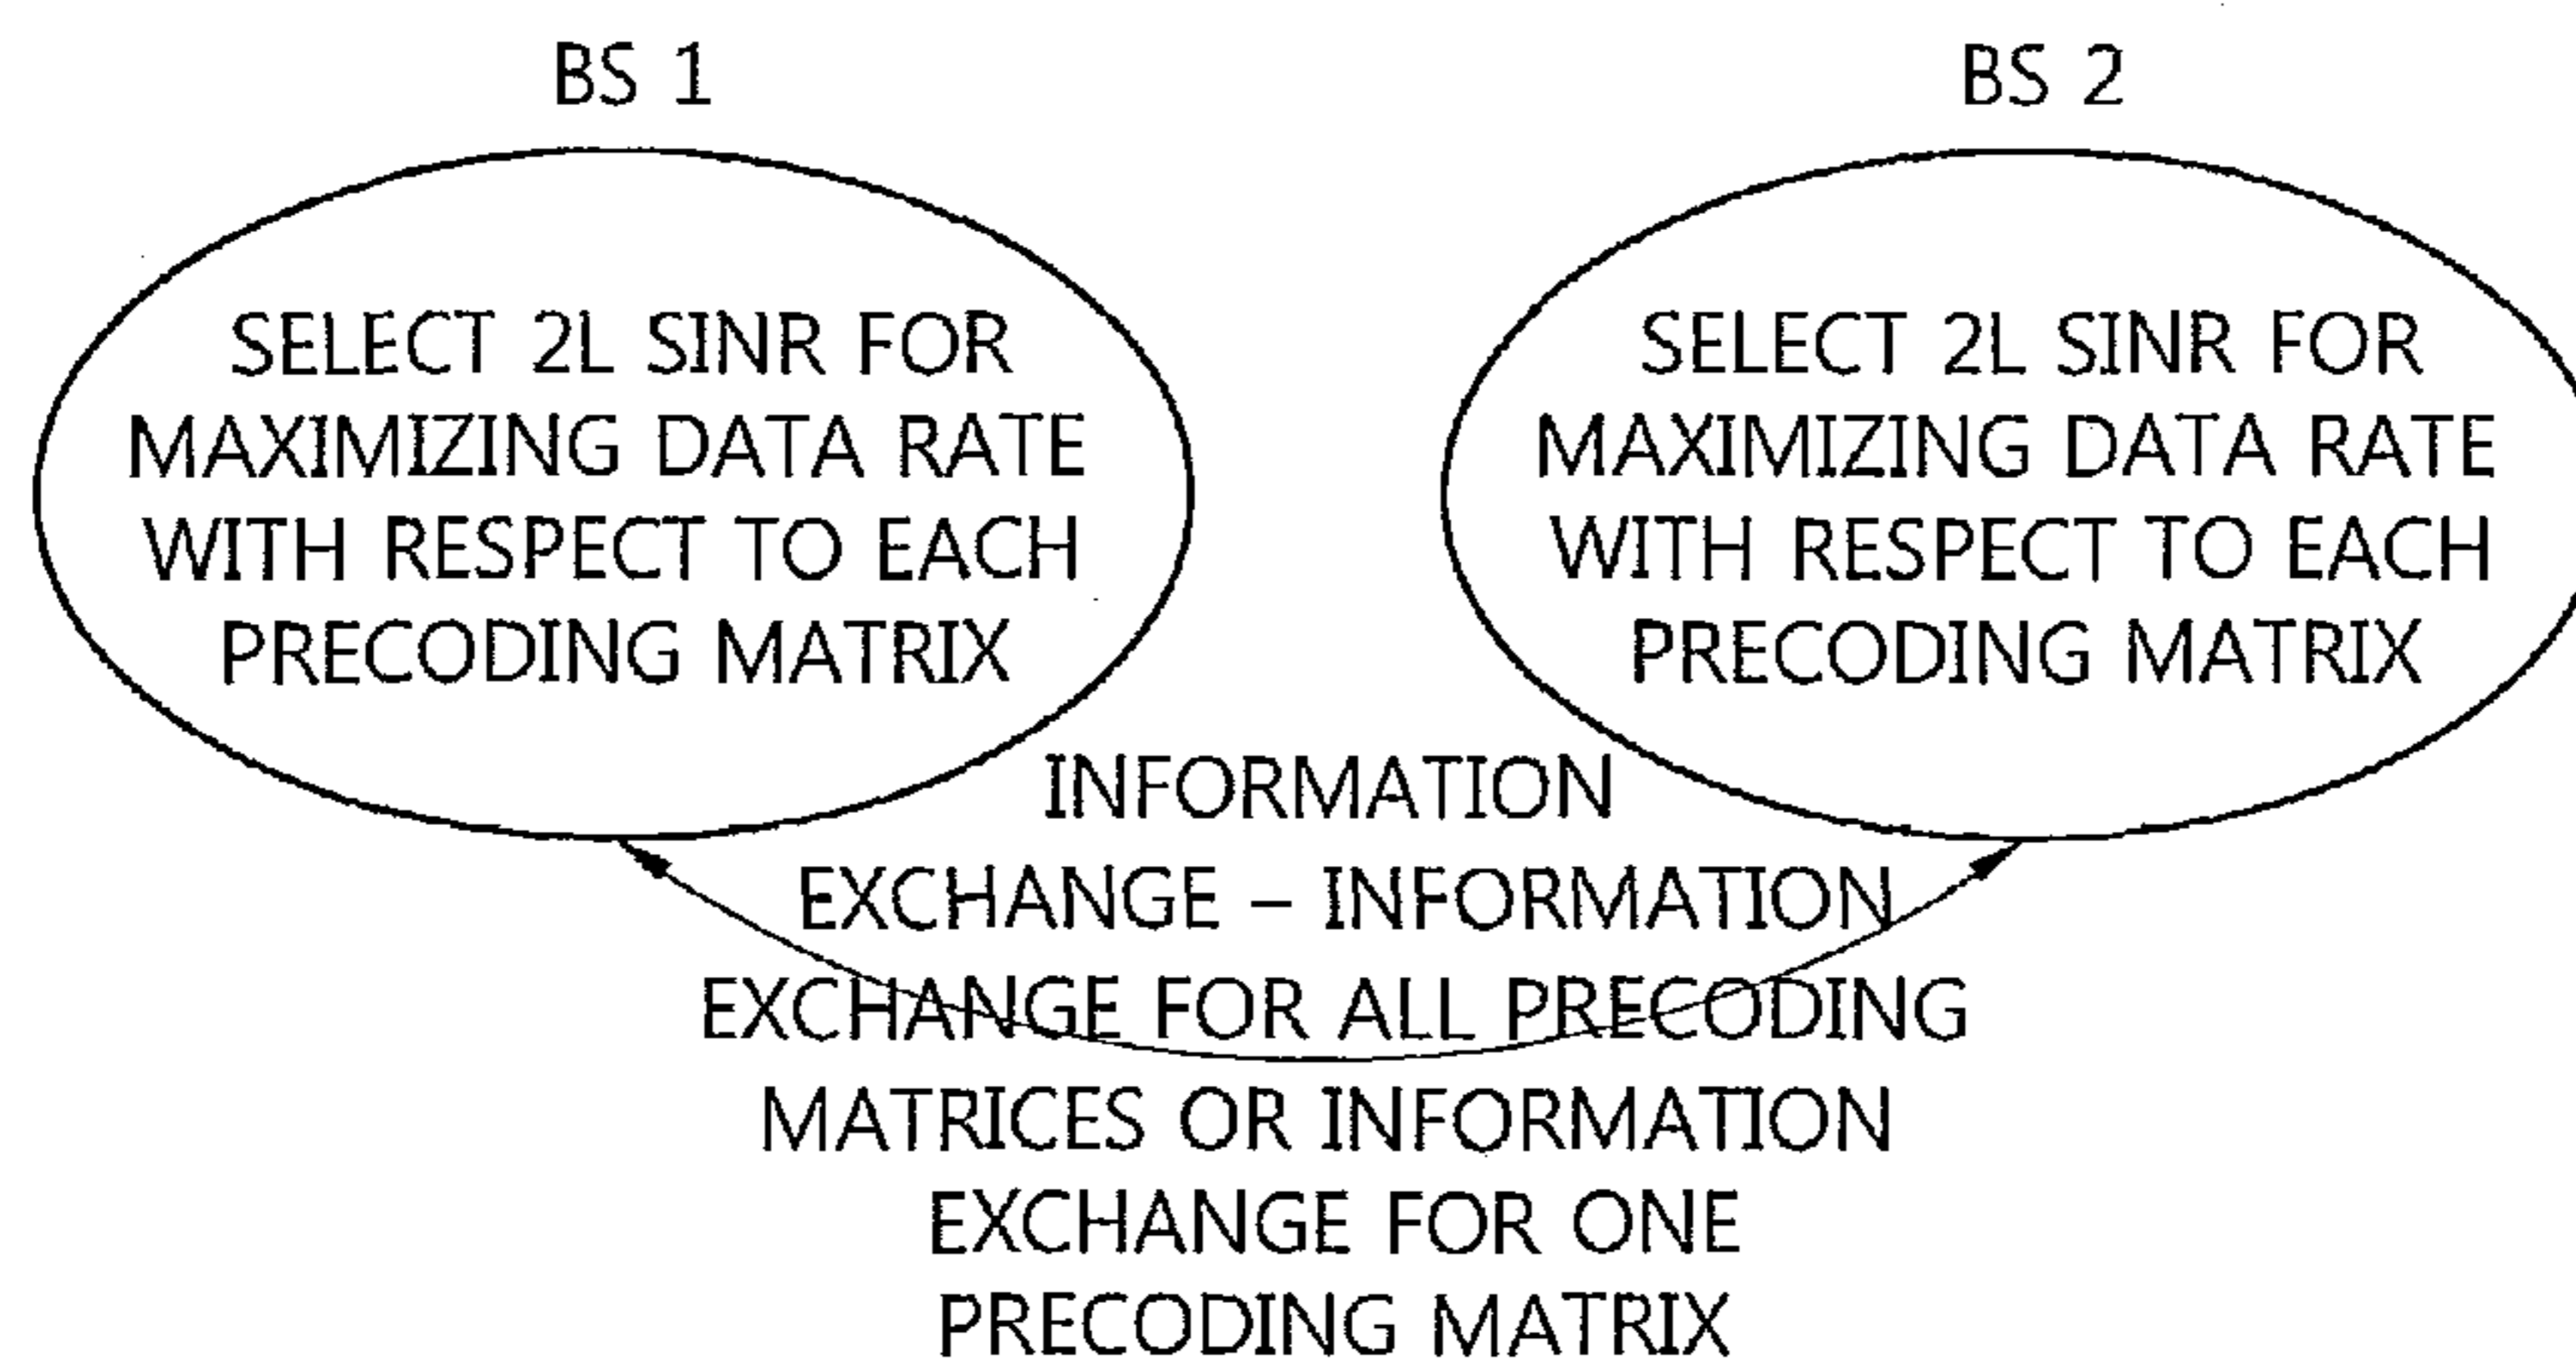 BS 1
SELECT 2L SINR FOR
MAXIMIZING DATA RATE
WITH RESPECT TO EACH
PRECODING MATRIX
BS 2
SELECT 2L SINR FOR
MAXIMIZING DATA RATE
WITH RESPECT TO EACH
PRECODING MATRIX
INFORMATION
EXCHANGE – INFORMATION
EXCHANGE FOR ALL PRECODING
MATRICES OR INFORMATION
EXCHANGE FOR ONE
PRECODING MATRIX